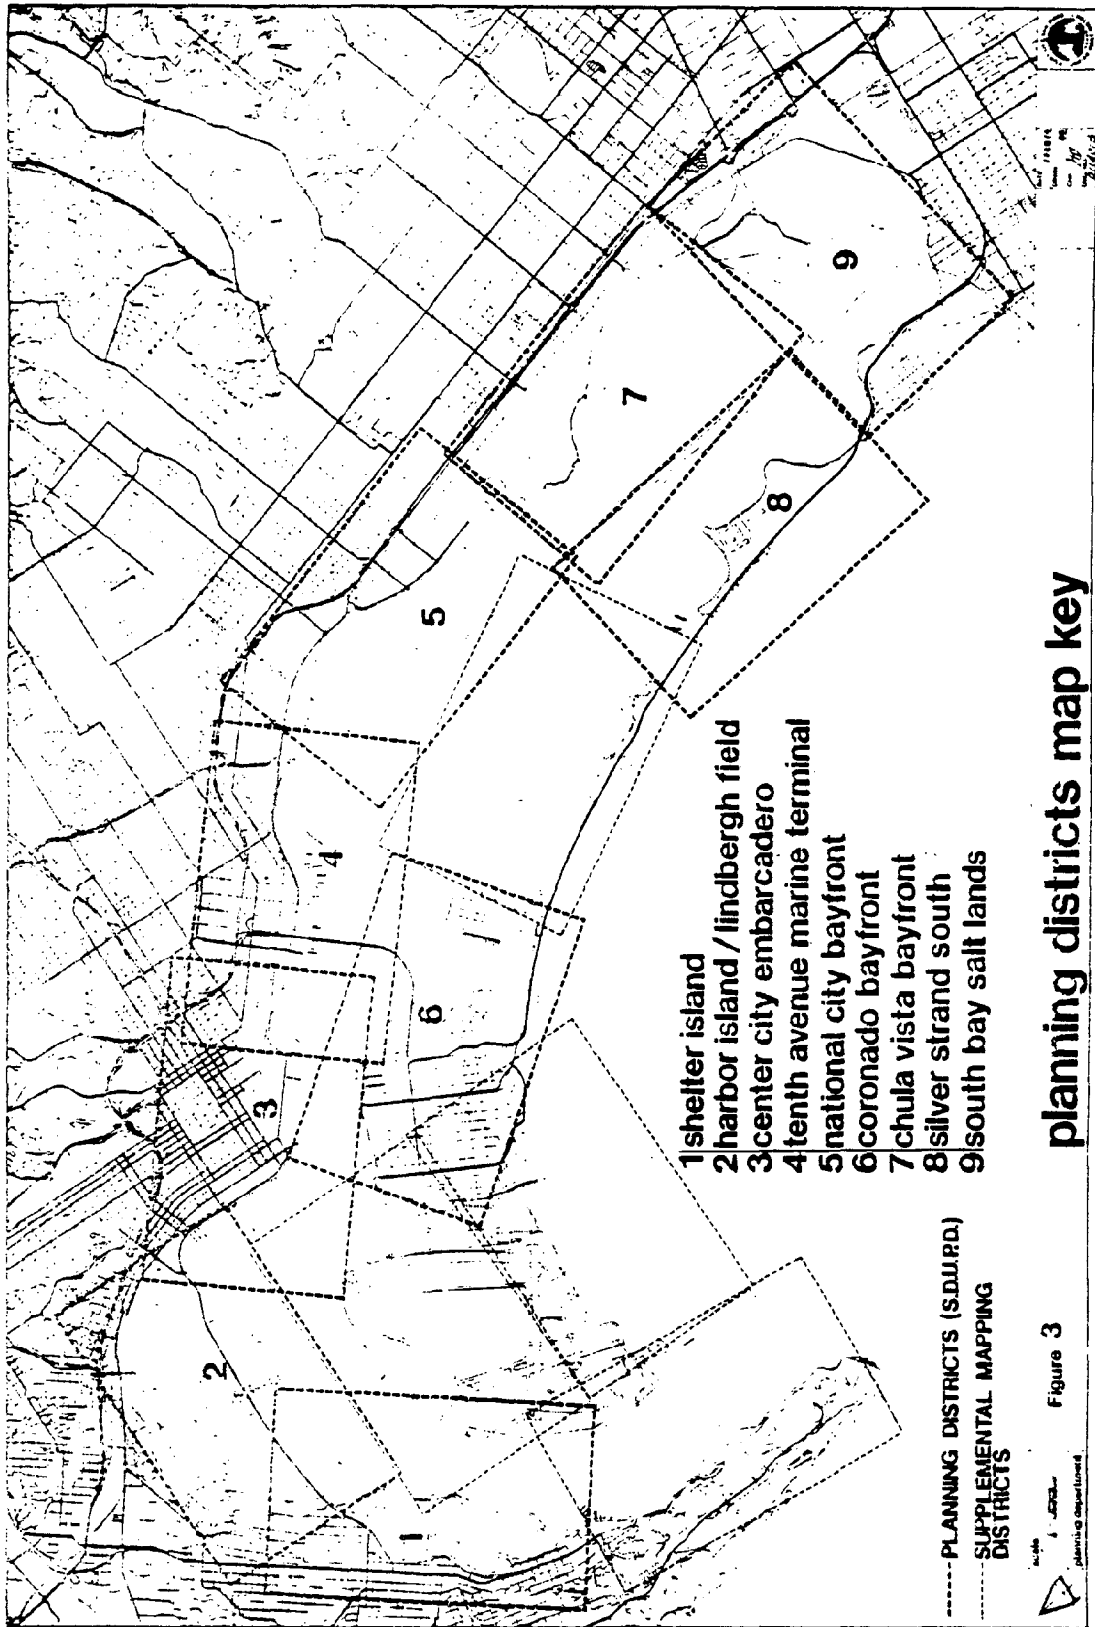 1 shelter island
2 harbor island / lindbergh field
3 center city embarcadero
4 tenth avenue marine terminal
5 national city bayfront
6 coronado bayfront
7 chula vista bayfront
8 silver strand south
9 south bay salt lands
1
2
3
4
5
6
7
8
9
------ PLANNING DISTRICTS (S.D.U.P.D.)
------ SUPPLEMENTAL MAPPING
DISTRICTS
scale
planning department
Figure 3
planning districts map key